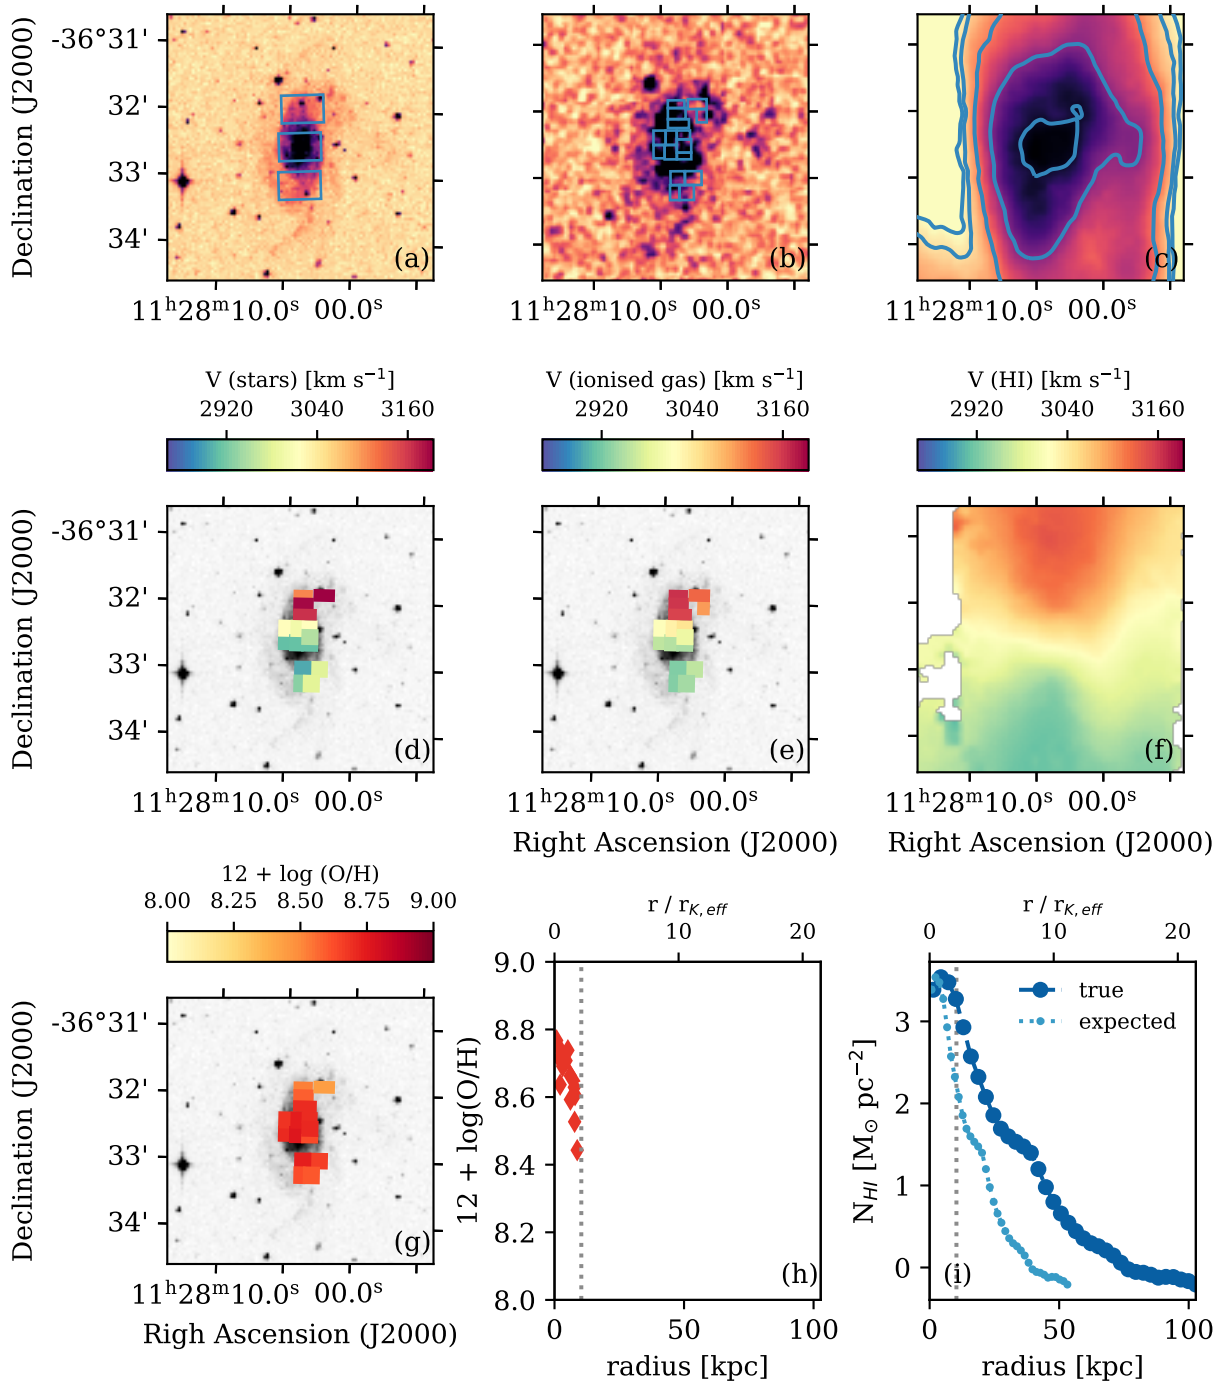 Declination (J2000)
-36°31'
32'
33'
34'
(a)
(b)
(c)
11ʰ28ᵐ10.0ˢ 00.0ˢ
11ʰ28ᵐ10.0ˢ 00.0ˢ
11ʰ28ᵐ10.0ˢ 00.0ˢ
V (stars) [km s⁻¹]
2920 3040 3160
V (ionised gas) [km s⁻¹]
2920 3040 3160
V (HI) [km s⁻¹]
2920 3040 3160
Declination (J2000)
-36°31'
32'
33'
34'
(d)
(e)
(f)
11ʰ28ᵐ10.0ˢ 00.0ˢ
11ʰ28ᵐ10.0ˢ 00.0ˢ
11ʰ28ᵐ10.0ˢ 00.0ˢ
Right Ascension (J2000)
Right Ascension (J2000)
12 + log (O/H)
8.00 8.25 8.50 8.75 9.00
Declination (J2000)
-36°31'
32'
33'
34'
(g)
11ʰ28ᵐ10.0ˢ 00.0ˢ
Righ Ascension (J2000)
r / r_{K,eff}
0 10 20
12 + log(O/H)
9.0
8.8
8.6
8.4
8.2
8.0
(h)
0 50 100
radius [kpc]
r / r_{K,eff}
0 10 20
N_{HI} [M_⊙ pc⁻²]
3
2
1
0
true
expected
(i)
0 50 100
radius [kpc]